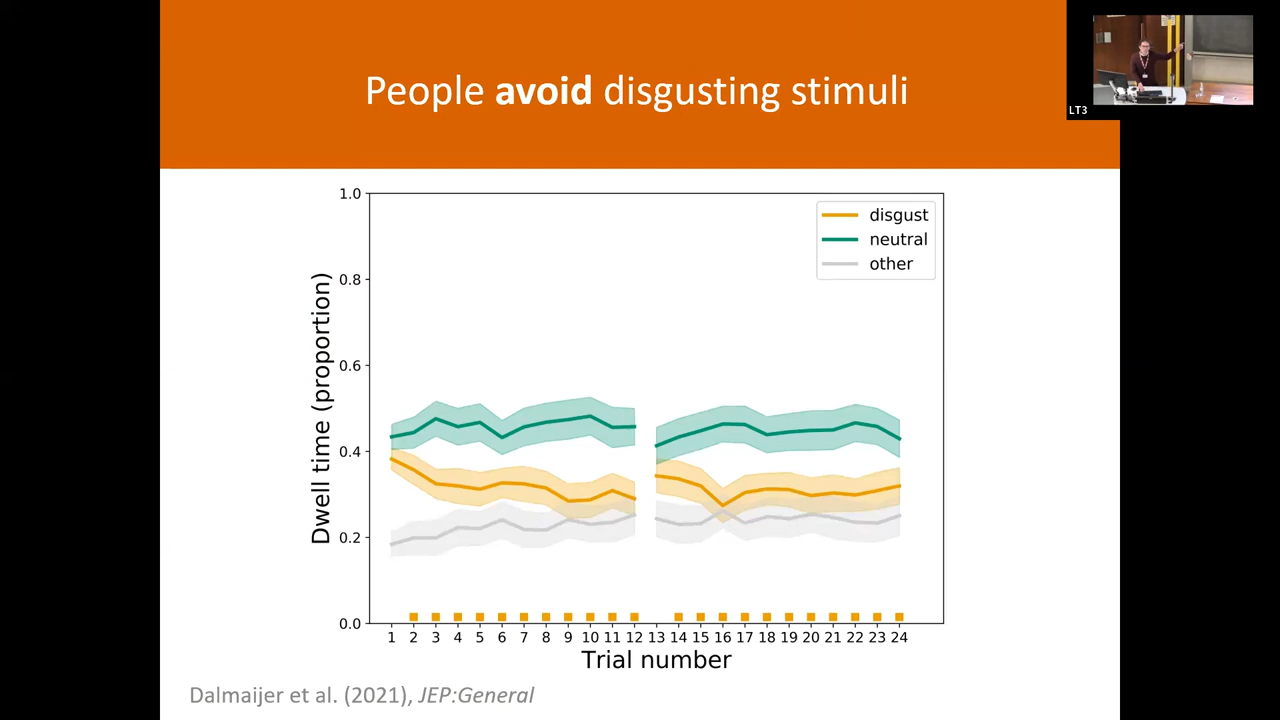 People avoid disgusting stimuli
LT3
1.0
0.8
0.6
0.4
0.2
0.0
Dwell time (proportion)
disgust
neutral
other
1 2 3 4 5 6 7 8 9 10 11 12 13 14 15 16 17 18 19 20 21 22 23 24
Trial number
Dalmaijer et al. (2021), JEP:General